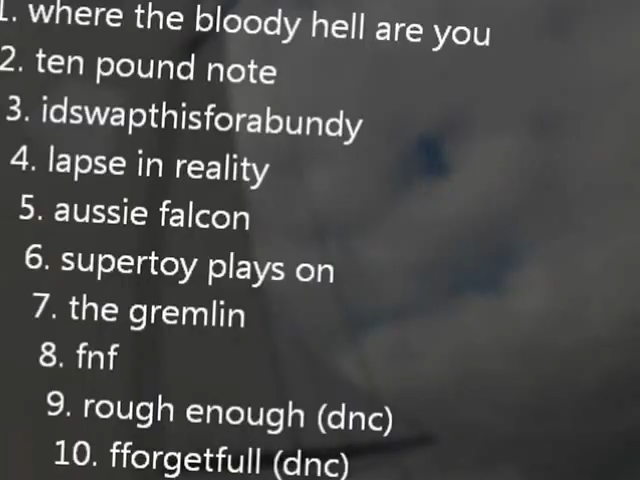 1. where the bloody hell are you
2. ten pound note
3. idswapthisforabundy
4. lapse in reality
5. aussie falcon
6. supertoy plays on
7. the gremlin
8. fnf
9. rough enough (dnc)
10. fforgetfull (dnc)